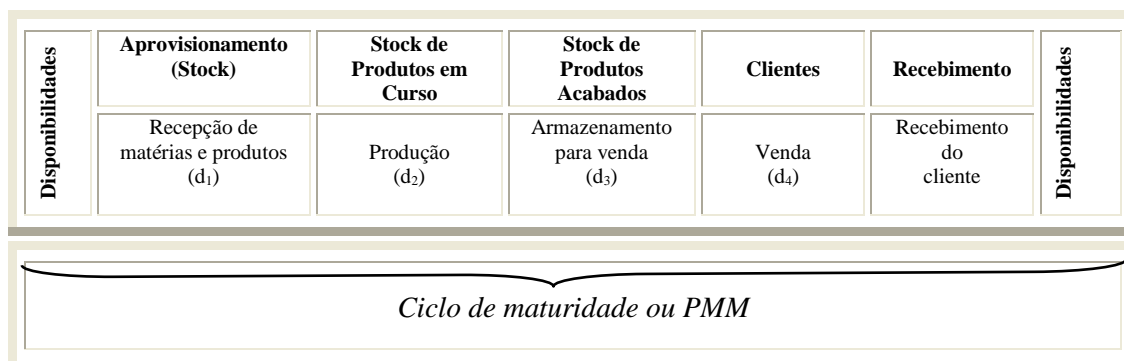 Disponibilidades
Aprovisionamento
(Stock)
Stock de
Produtos em
Curso
Stock de
Produtos
Acabados
Clientes
Recebimento
Disponibilidades
Recepção de
matérias e produtos
(d₁)
Produção
(d₂)
Armazenamento
para venda
(d₃)
Venda
(d₄)
Recebimento
do
cliente
Ciclo de maturidade ou PMM